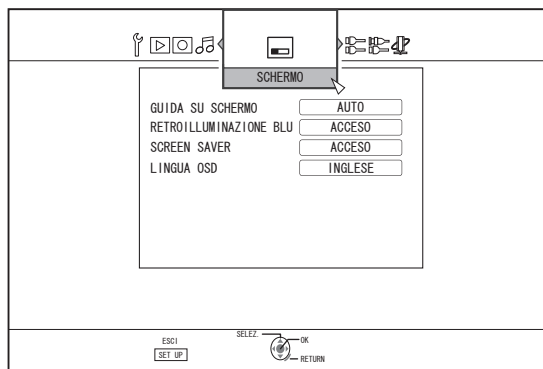 SCHERMO
GUIDA SU SCHERMO AUTO
RETROILLUMINAZIONE BLU ACCESO
SCREEN SAVER ACCESO
LINGUA OSD INGLESE
ESCI
SET UP
SELEZ.
OK
RETURN